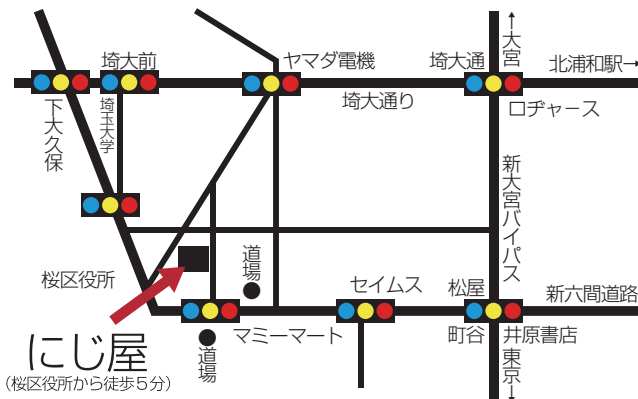 ↑大宮
埼大前
ヤマダ電機
埼大通
北浦和駅→
埼大通り
ロヂャース
下大久保
埼玉大学
新大宮バイパス
桜区役所
道場
セイムス
松屋
新六間道路
マミーマート
町谷
井原書店
道場
東京↓
にじ屋
(桜区役所から徒歩5分)